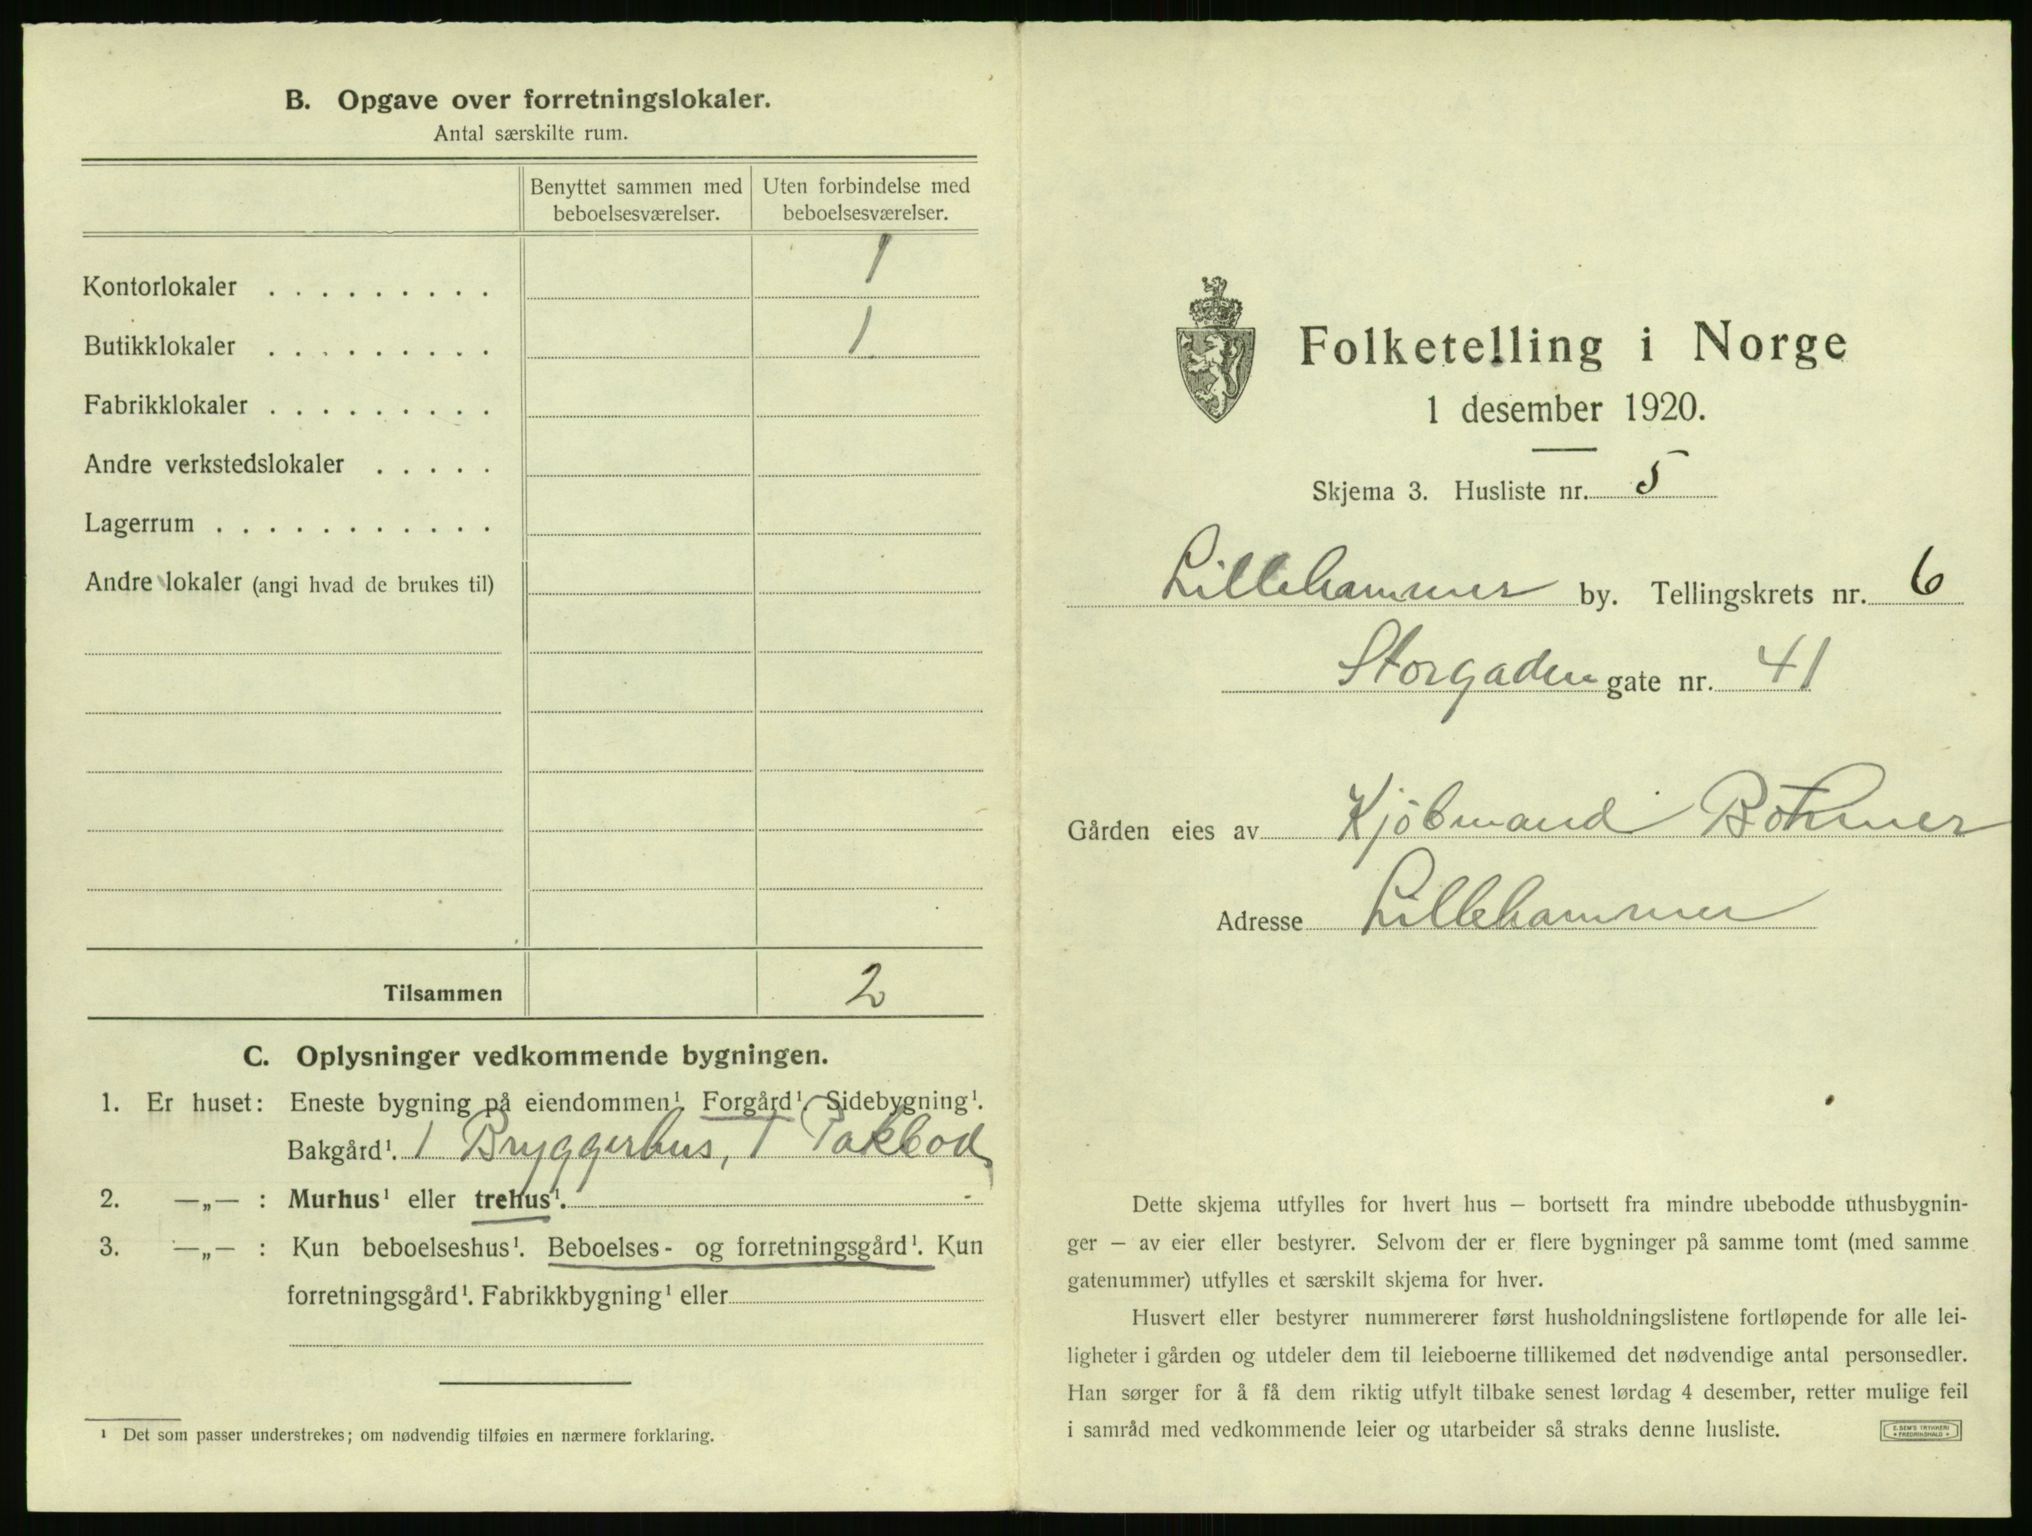 B. Opgave over forretningslokaler.
Antal særskilte rum.
Benyttet sammen med beboelsesværelser.
Uten forbindelse med beboelsesværelser.
Kontorlokaler . . . . . . . . . 1
Butikklokaler . . . . . . . . . 1
Fabrikklokaler . . . . . . . . .
Andre verkstedslokaler . . . . .
Lagerrum . . . . . . . . . . .
Andre lokaler (angi hvad de brukes til)
Tilsammen 2
C. Oplysninger vedkommende bygningen.
1. Er huset: Eneste bygning på eiendommen¹. Forgård¹. Sidebygning¹.
Bakgård¹. 1 Bryggerhus, 1 Pakbod
2. —„— : Murhus¹ eller trehus¹.
3. —„— : Kun beboelseshus¹. Beboelses- og forretningsgård¹. Kun
forretningsgård¹. Fabrikkbygning¹ eller
¹ Det som passer understrekes; om nødvendig tilføies en nærmere forklaring.
Folketelling i Norge
1 desember 1920.
Skjema 3. Husliste nr. 5
Lillehammer by. Tellingskrets nr. 6
Storgaden gate nr. 41
Gården eies av Kjöbmand Böhmer
Adresse Lillehammer
Dette skjema utfylles for hvert hus — bortsett fra mindre ubebodde uthusbygnin-
ger — av eier eller bestyrer. Selvom der er flere bygninger på samme tomt (med samme
gatenummer) utfylles et særskilt skjema for hver.
Husvert eller bestyrer nummererer først husholdningslistene fortløpende for alle lei-
ligheter i gården og utdeler dem til leieboerne tillikemed det nødvendige antal personsedler.
Han sørger for å få dem riktig utfylt tilbake senest lørdag 4 desember, retter mulige feil
i samråd med vedkommende leier og utarbeider så straks denne husliste.
E. SEM'S TRYKKERI
FREDRIKSHALD